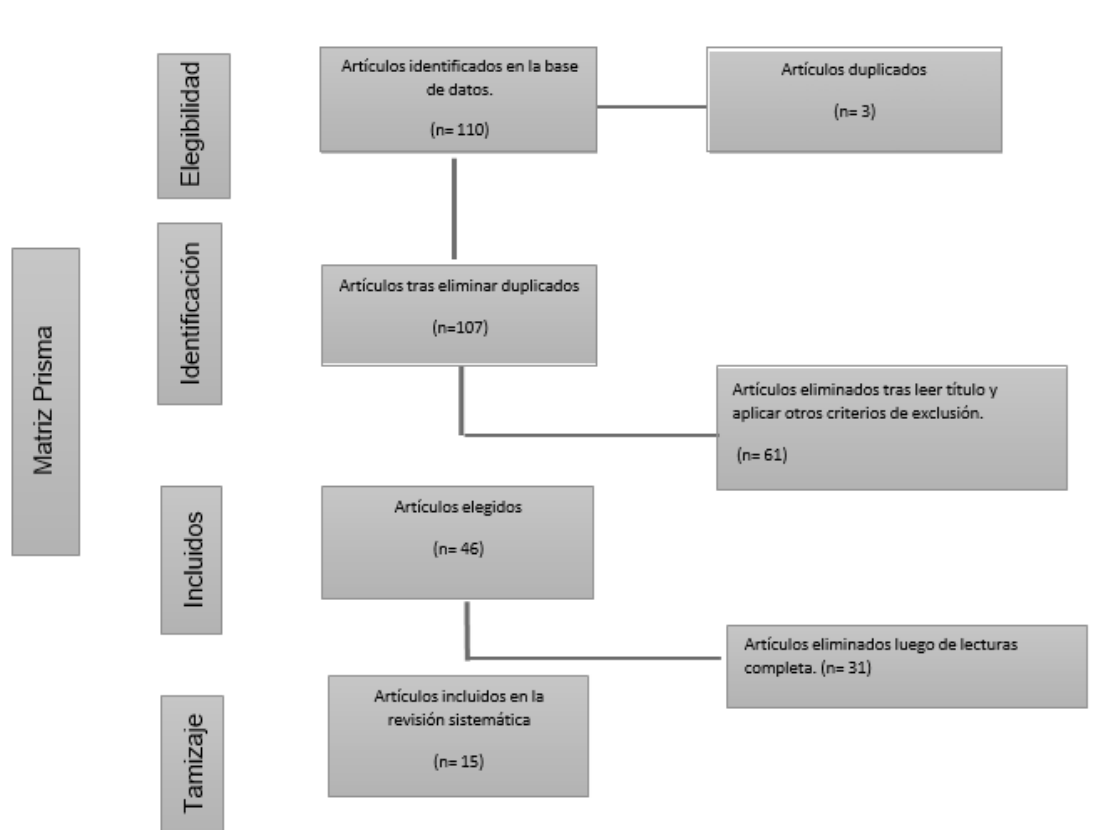 Matriz Prisma
Elegibilidad
Artículos identificados en la base
de datos.
(n= 110)
Artículos duplicados
(n= 3)
Identificación
Artículos tras eliminar duplicados
(n=107)
Artículos eliminados tras leer título y
aplicar otros criterios de exclusión.
(n= 61)
Incluidos
Artículos elegidos
(n= 46)
Artículos eliminados luego de lecturas
completa. (n= 31)
Tamizaje
Artículos incluidos en la
revisión sistemática
(n= 15)